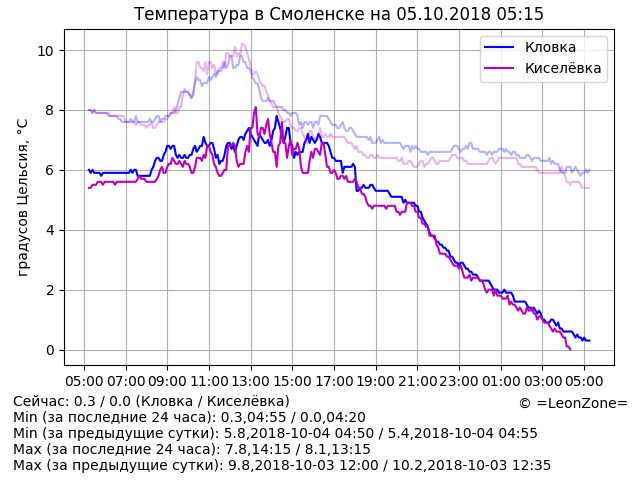 Температура в Смоленске на 05.10.2018 05:15
градусов Цельсия, °C
10
8
6
4
2
0
Кловка
Киселёвка
05:00 07:00 09:00 11:00 13:00 15:00 17:00 19:00 21:00 23:00 01:00 03:00 05:00
Сейчас: 0.3 / 0.0 (Кловка / Киселёвка)
© =LeonZone=
Min (за последние 24 часа): 0.3,04:55 / 0.0,04:20
Min (за предыдущие сутки): 5.8,2018-10-04 04:50 / 5.4,2018-10-04 04:55
Max (за последние 24 часа): 7.8,14:15 / 8.1,13:15
Max (за предыдущие сутки): 9.8,2018-10-03 12:00 / 10.2,2018-10-03 12:35